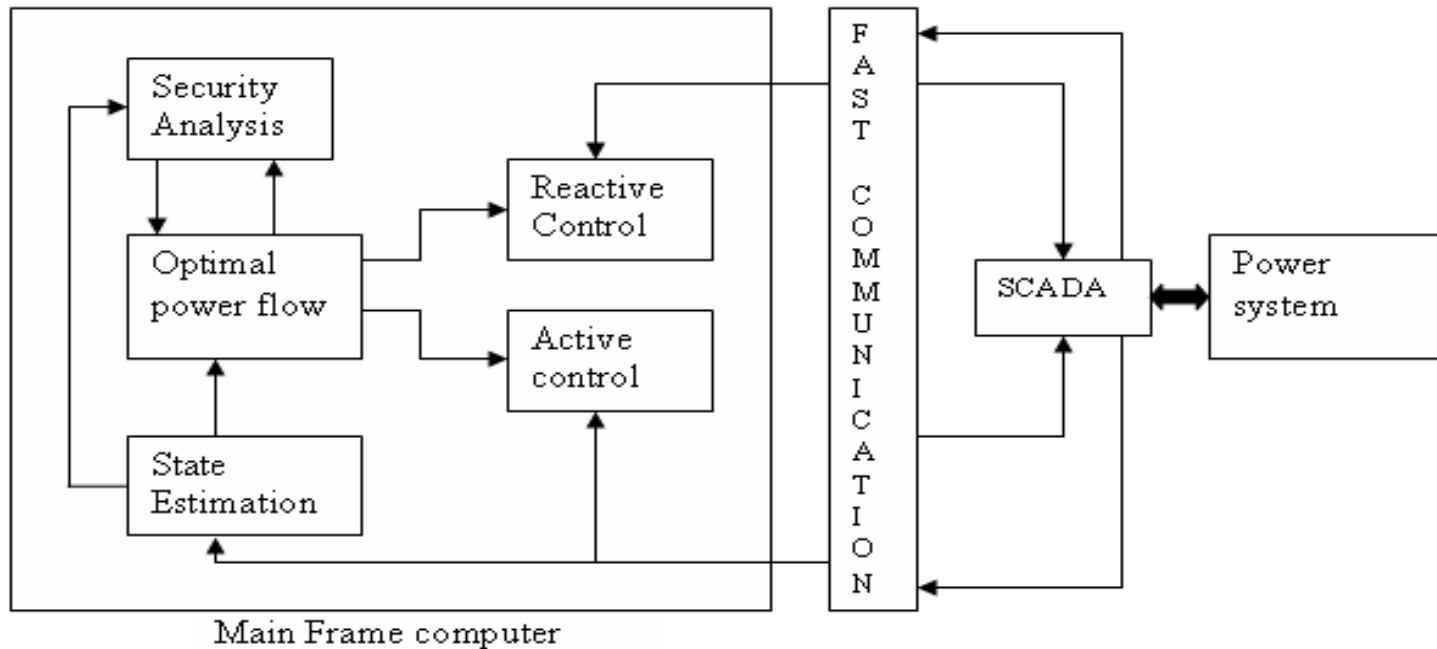 Security
Analysis
Optimal
power flow
State
Estimation
Reactive
Control
Active
control
Main Frame computer
F
A
S
T
C
O
M
M
U
N
I
C
A
T
I
O
N
SCADA
Power
system